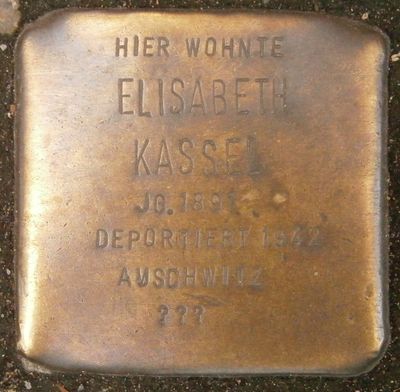 HIER WOHNTE
ELISABETH
KASSEL
JG.
DEPORTIERT 1942
AUSCHWITZ
???